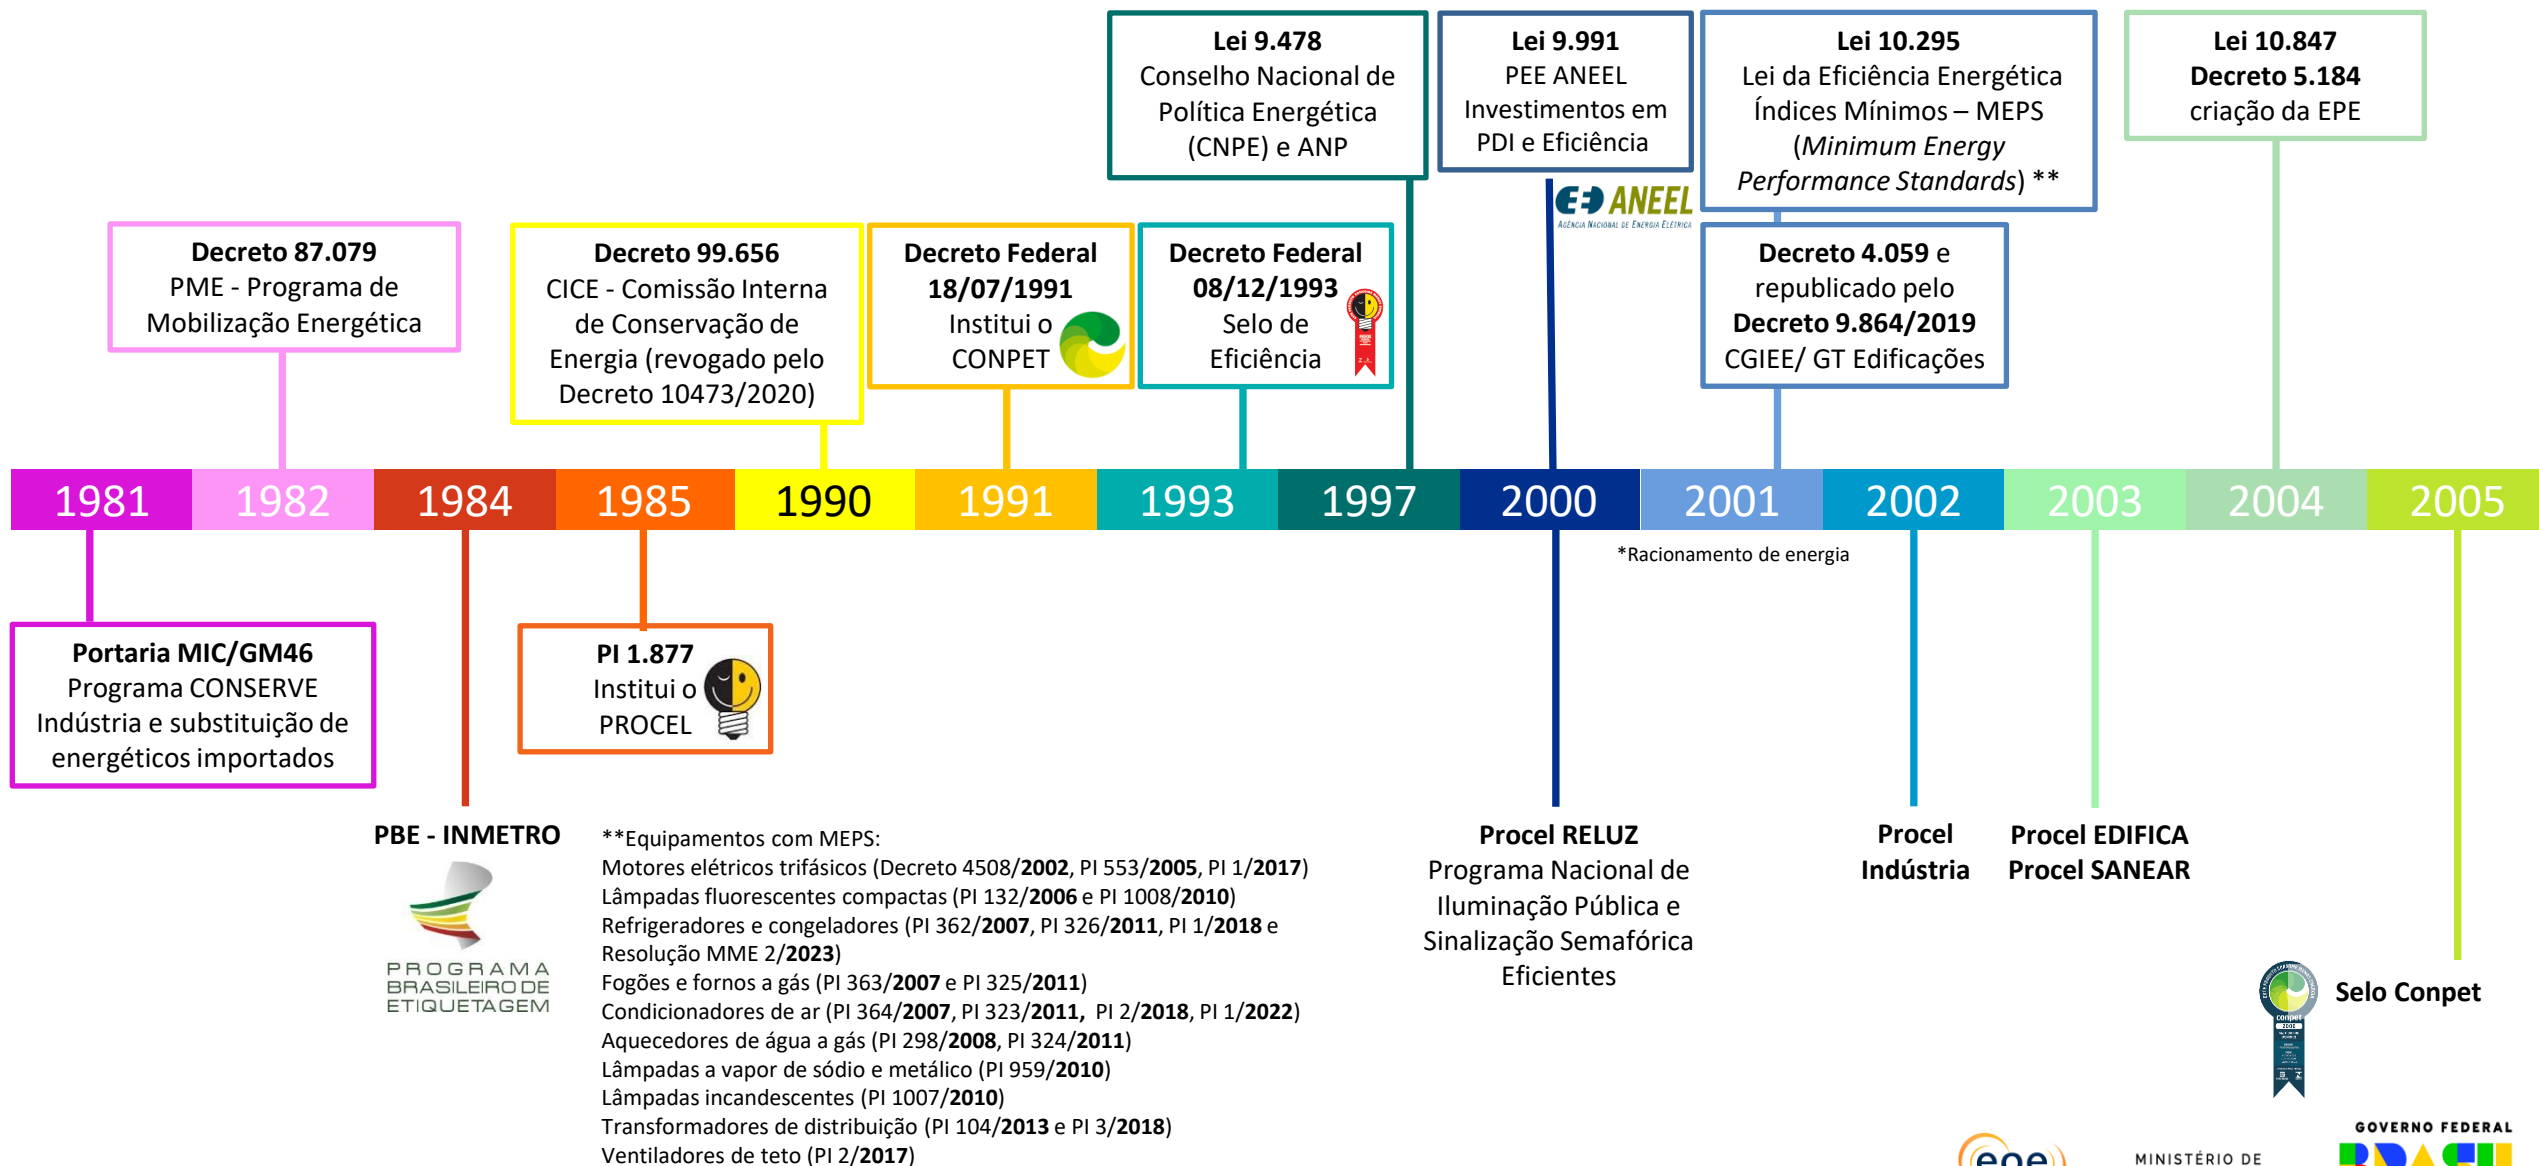 Lei 9.478
Conselho Nacional de
Política Energética
(CNPE) e ANP
Lei 9.991
PEE ANEEL
Investimentos em
PDI e Eficiência
Lei 10.295
Lei da Eficiência Energética
Índices Mínimos – MEPS
(Minimum Energy
Performance Standards) **
Lei 10.847
Decreto 5.184
criação da EPE
ANEEL
AGÊNCIA NACIONAL DE ENERGIA ELÉTRICA
Decreto 87.079
PME - Programa de
Mobilização Energética
Decreto 99.656
CICE - Comissão Interna
de Conservação de
Energia (revogado pelo
Decreto 10473/2020)
Decreto Federal
18/07/1991
Institui o
CONPET
Decreto Federal
08/12/1993
Selo de
Eficiência
Decreto 4.059 e
republicado pelo
Decreto 9.864/2019
CGIEE/ GT Edificações
1981 1982 1984 1985 1990 1991 1993 1997 2000 2001 2002 2003 2004 2005
*Racionamento de energia
Portaria MIC/GM46
Programa CONSERVE
Indústria e substituição de
energéticos importados
PI 1.877
Institui o
PROCEL
PBE - INMETRO
PROGRAMA
BRASILEIRO DE
ETIQUETAGEM
**Equipamentos com MEPS:
Motores elétricos trifásicos (Decreto 4508/2002, PI 553/2005, PI 1/2017)
Lâmpadas fluorescentes compactas (PI 132/2006 e PI 1008/2010)
Refrigeradores e congeladores (PI 362/2007, PI 326/2011, PI 1/2018 e
Resolução MME 2/2023)
Fogões e fornos a gás (PI 363/2007 e PI 325/2011)
Condicionadores de ar (PI 364/2007, PI 323/2011, PI 2/2018, PI 1/2022)
Aquecedores de água a gás (PI 298/2008, PI 324/2011)
Lâmpadas a vapor de sódio e metálico (PI 959/2010)
Lâmpadas incandescentes (PI 1007/2010)
Transformadores de distribuição (PI 104/2013 e PI 3/2018)
Ventiladores de teto (PI 2/2017)
Procel RELUZ
Programa Nacional de
Iluminação Pública e
Sinalização Semafórica
Eficientes
Procel
Indústria
Procel EDIFICA
Procel SANEAR
conpet
Selo Conpet
epe
MINISTÉRIO DE
GOVERNO FEDERAL
BRASIL